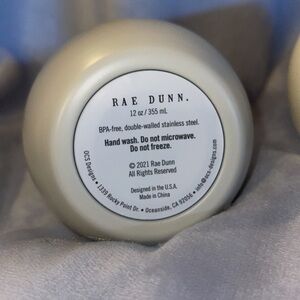 RAE DUNN.
12 oz / 355 mL
BPA-free, double-walled stainless steel.
Hand wash. Do not microwave.
Do not freeze.
© 2021 Rae Dunn
All Rights Reserved
Designed in the U.S.A.
Made in China
OCS Designs • 1339 Rocky Point Dr. • Oceanside, CA 92056 • info@ocs-designs.com